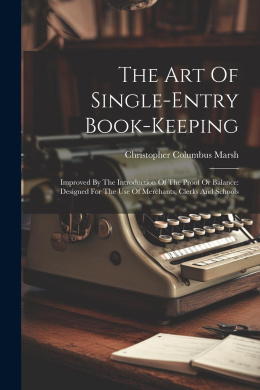 The Art Of
Single-Entry
Book-Keeping
Christopher Columbus Marsh
Improved By The Introduction Of The Proof Or Balance:
Designed For The Use Of Merchants, Clerks And Schools